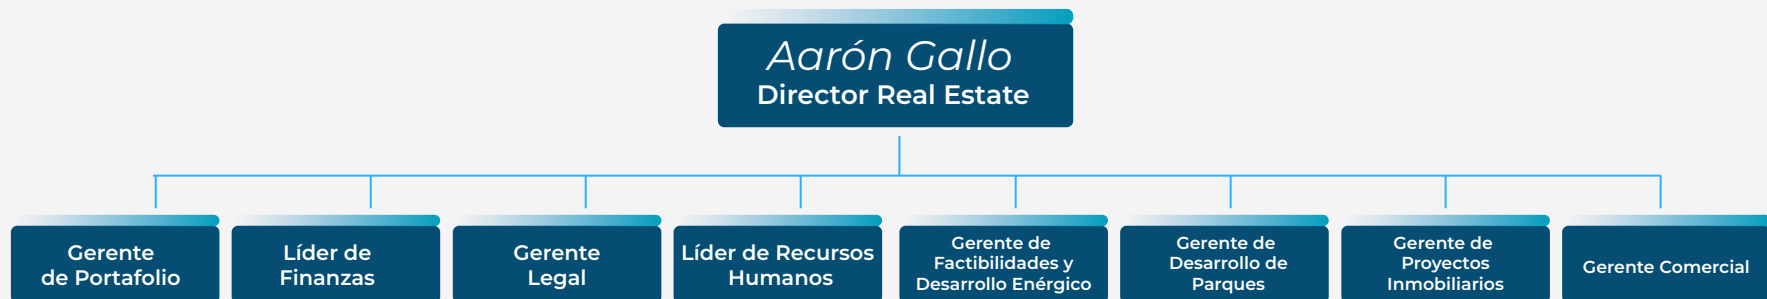 Aarón Gallo
Director Real Estate
Gerente
de Portafolio
Líder de
Finanzas
Gerente
Legal
Líder de Recursos
Humanos
Gerente de
Factibilidades y
Desarrollo Enérgico
Gerente de
Desarrollo de
Parques
Gerente de
Proyectos
Inmobiliarios
Gerente Comercial